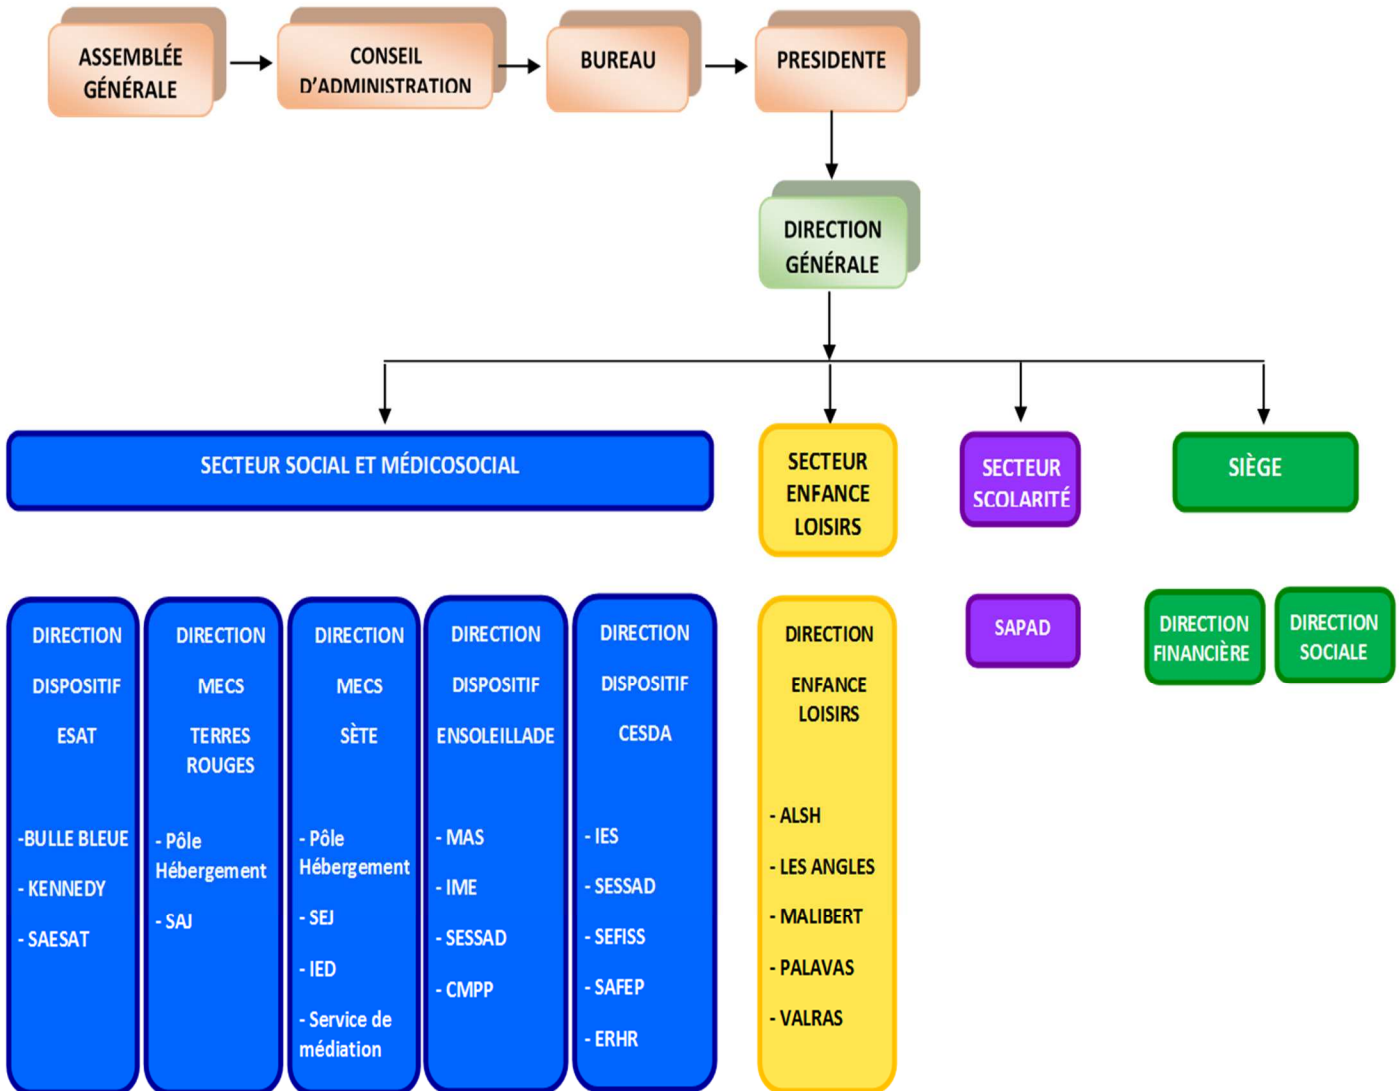 ASSEMBLÉE
GÉNÉRALE
CONSEIL
D'ADMINISTRATION
BUREAU
PRESIDENTE
DIRECTION
GÉNÉRALE
SECTEUR SOCIAL ET MÉDICOSOCIAL
SECTEUR
ENFANCE
LOISIRS
SECTEUR
SCOLARITÉ
SIÈGE
DIRECTION
DISPOSITIF
ESAT
-BULLE BLEUE
- KENNEDY
- SAESAT
DIRECTION
MECS
TERRES
ROUGES
- Pôle
Hébergement
- SAJ
DIRECTION
MECS
SÈTE
- Pôle
Hébergement
- SEJ
- IED
- Service de
médiation
DIRECTION
DISPOSITIF
ENSOLEILLADE
- MAS
- IME
- SESSAD
- CMPP
DIRECTION
DISPOSITIF
CESDA
- IES
- SESSAD
- SEFISS
- SAFEP
- ERHR
DIRECTION
ENFANCE
LOISIRS
- ALSH
- LES ANGLES
- MALIBERT
- PALAVAS
- VALRAS
SAPAD
DIRECTION
FINANCIÈRE
DIRECTION
SOCIALE